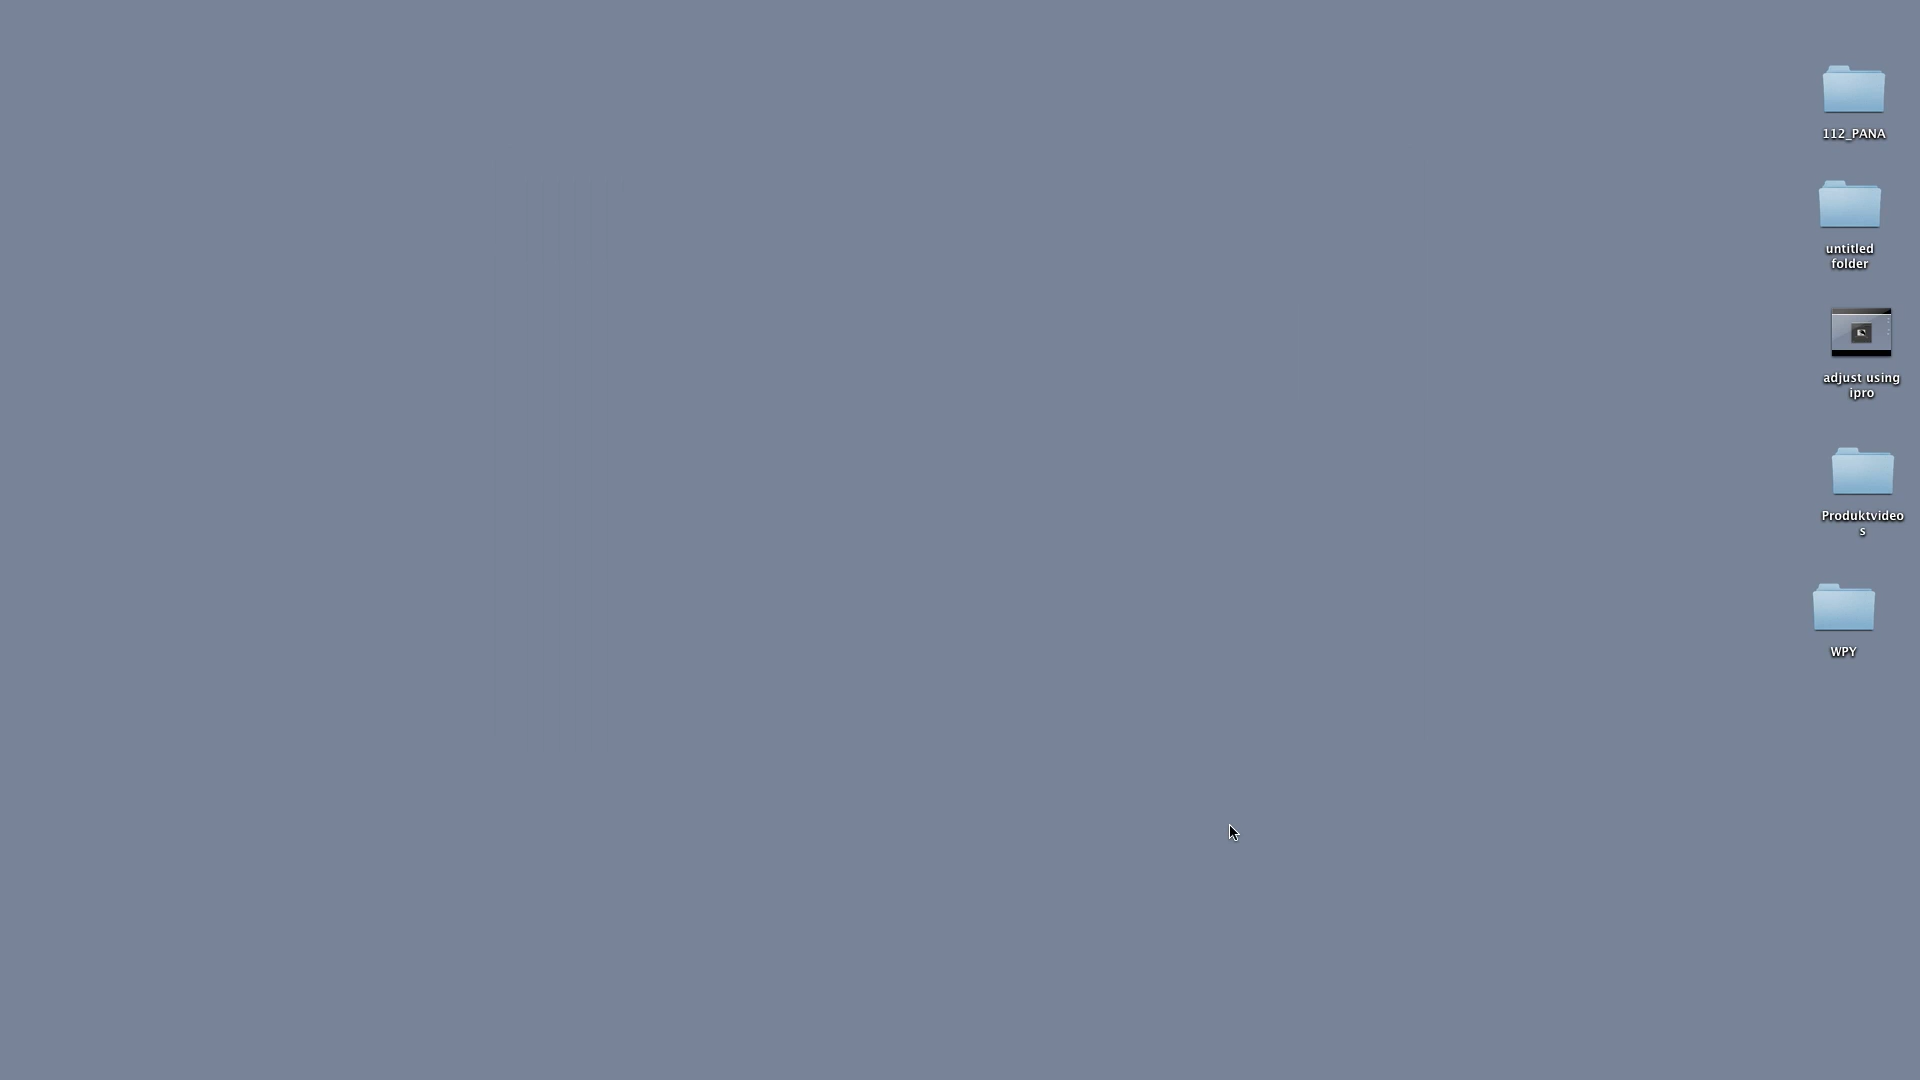 112_PANA
untitled
folder
adjust using
ipro
Produktvideo
s
WPY